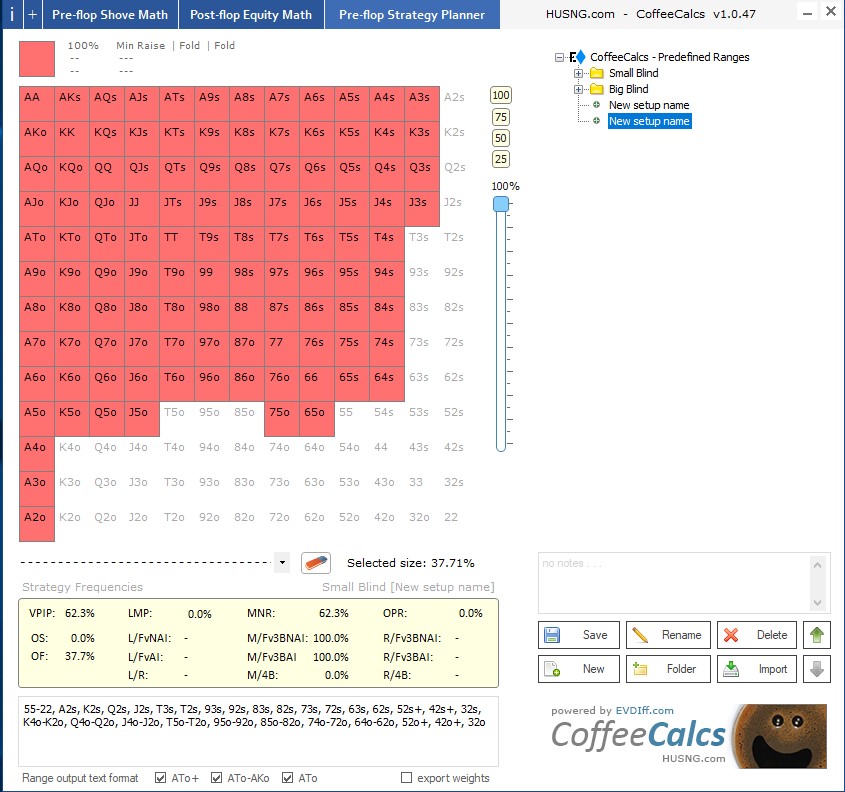 i + Pre-flop Shove Math Post-flop Equity Math Pre-flop Strategy Planner HUSNG.com - CoffeeCalcs v1.0.47
100% Min Raise | Fold | Fold
-- ---
-- ---
AA AKs AQs AJs ATs A9s A8s A7s A6s A5s A4s A3s A2s
AKo KK KQs KJs KTs K9s K8s K7s K6s K5s K4s K3s K2s
AQo KQo QQ QJs QTs Q9s Q8s Q7s Q6s Q5s Q4s Q3s Q2s
AJo KJo QJo JJ JTs J9s J8s J7s J6s J5s J4s J3s J2s
ATo KTo QTo JTo TT T9s T8s T7s T6s T5s T4s T3s T2s
A9o K9o Q9o J9o T9o 99 98s 97s 96s 95s 94s 93s 92s
A8o K8o Q8o J8o T8o 98o 88 87s 86s 85s 84s 83s 82s
A7o K7o Q7o J7o T7o 97o 87o 77 76s 75s 74s 73s 72s
A6o K6o Q6o J6o T6o 96o 86o 76o 66 65s 64s 63s 62s
A5o K5o Q5o J5o T5o 95o 85o 75o 65o 55 54s 53s 52s
A4o K4o Q4o J4o T4o 94o 84o 74o 64o 54o 44 43s 42s
A3o K3o Q3o J3o T3o 93o 83o 73o 63o 53o 43o 33 32s
A2o K2o Q2o J2o T2o 92o 82o 72o 62o 52o 42o 32o 22
100
75
50
25
100%
CoffeeCalcs - Predefined Ranges
Small Blind
Big Blind
New setup name
New setup name
Selected size: 37.71%
Strategy Frequencies Small Blind [New setup name]
VPIP: 62.3% LMP: 0.0% MNR: 62.3% OPR: 0.0%
OS: 0.0% L/FvNAI: - M/Fv3BNAI: 100.0% R/Fv3BNAI: -
OF: 37.7% L/FvAI: - M/Fv3BAI 100.0% R/Fv3BAI: -
L/R: - M/4B: 0.0% R/4B: -
55-22, A2s, K2s, Q2s, J2s, T3s, T2s, 93s, 92s, 83s, 82s, 73s, 72s, 63s, 62s, 52s+, 42s+, 32s,
K4o-K2o, Q4o-Q2o, J4o-J2o, T5o-T2o, 95o-92o, 85o-82o, 74o-72o, 64o-62o, 52o+, 42o+, 32o
Range output text format ATo+ ATo-AKo ATo export weights
no notes . . .
Save Rename Delete
New Folder Import
powered by EVDIff.com
CoffeeCalcs
HUSNG.com